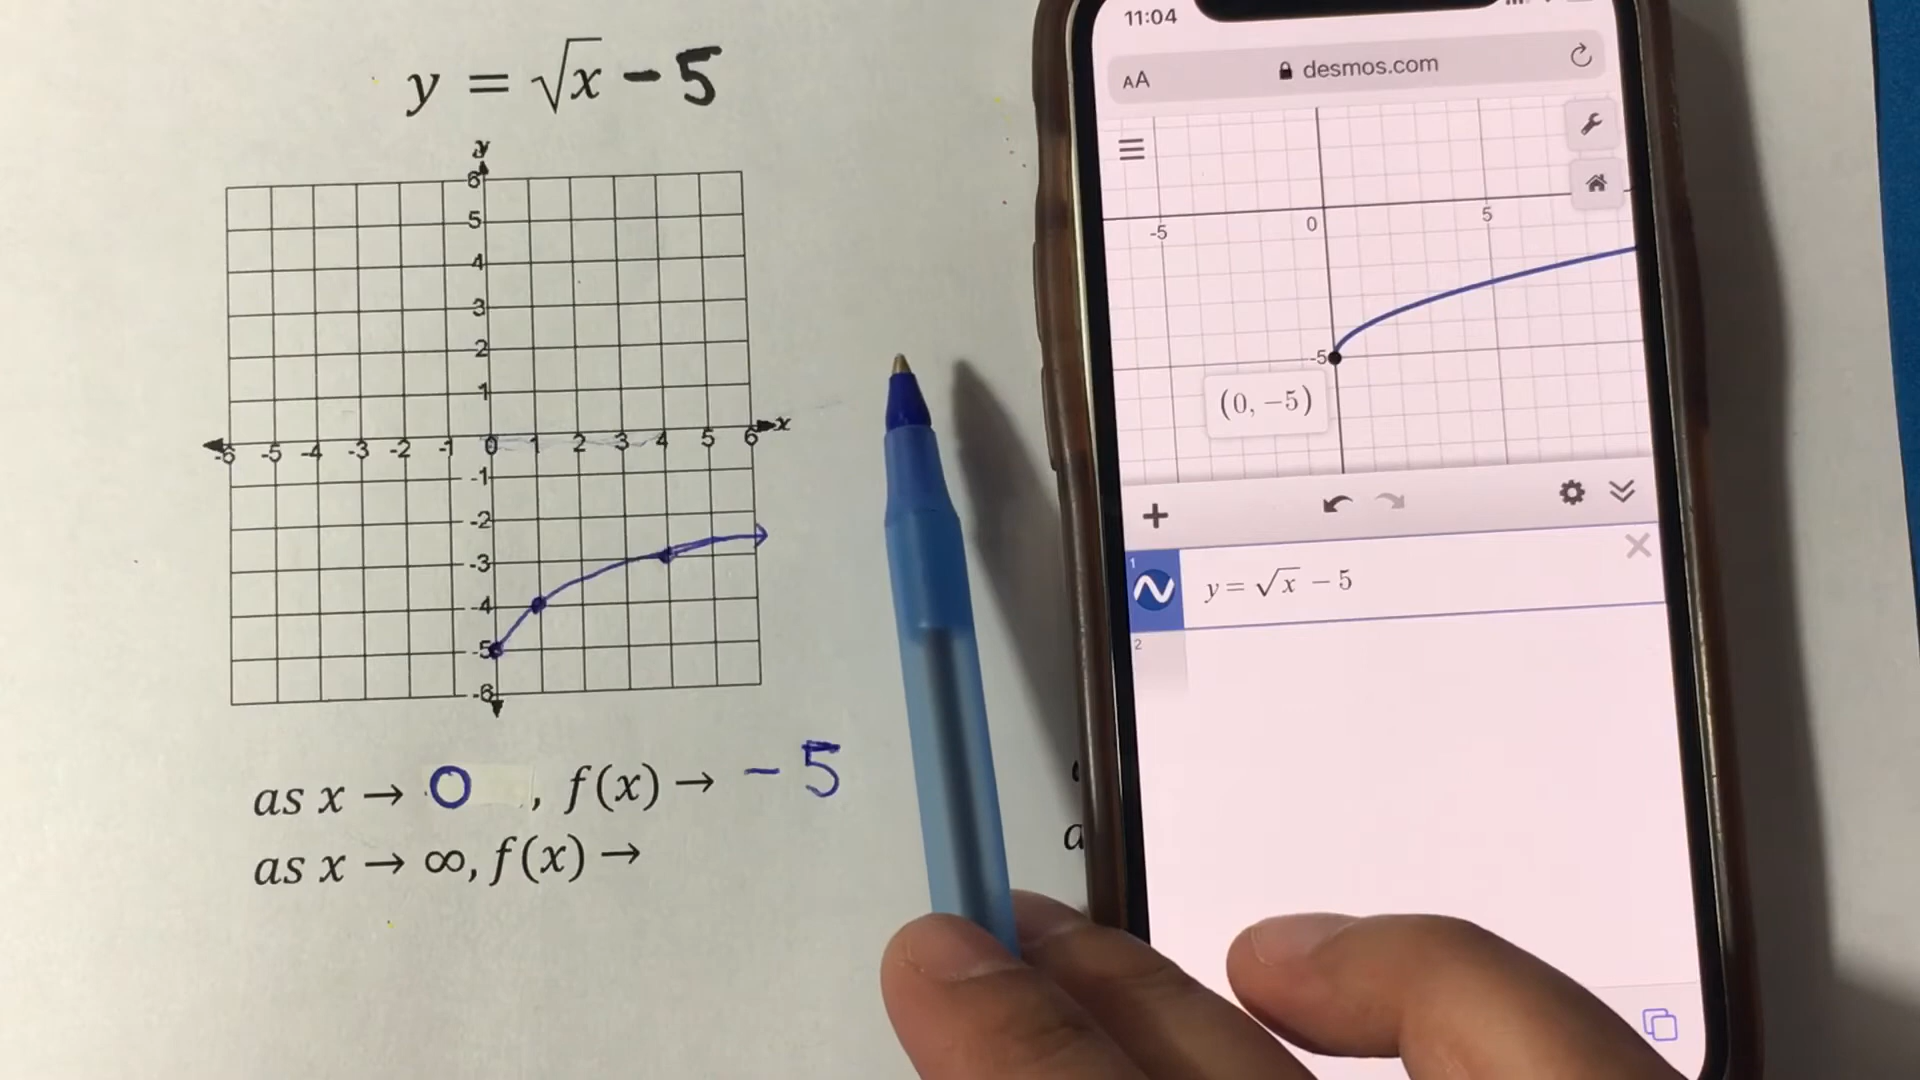 y = √x − 5
y
6
5
4
3
2
1
-6 -5 -4 -3 -2 -1 0 1 2 3 4 5 6 x
-1
-2
-3
-4
-5
-6
as x → 0 , f(x) → − 5
as x → ∞, f(x) →
a
11:04
AA desmos.com
-5 0 5
-5
(0, −5)
1
y = √x − 5
2